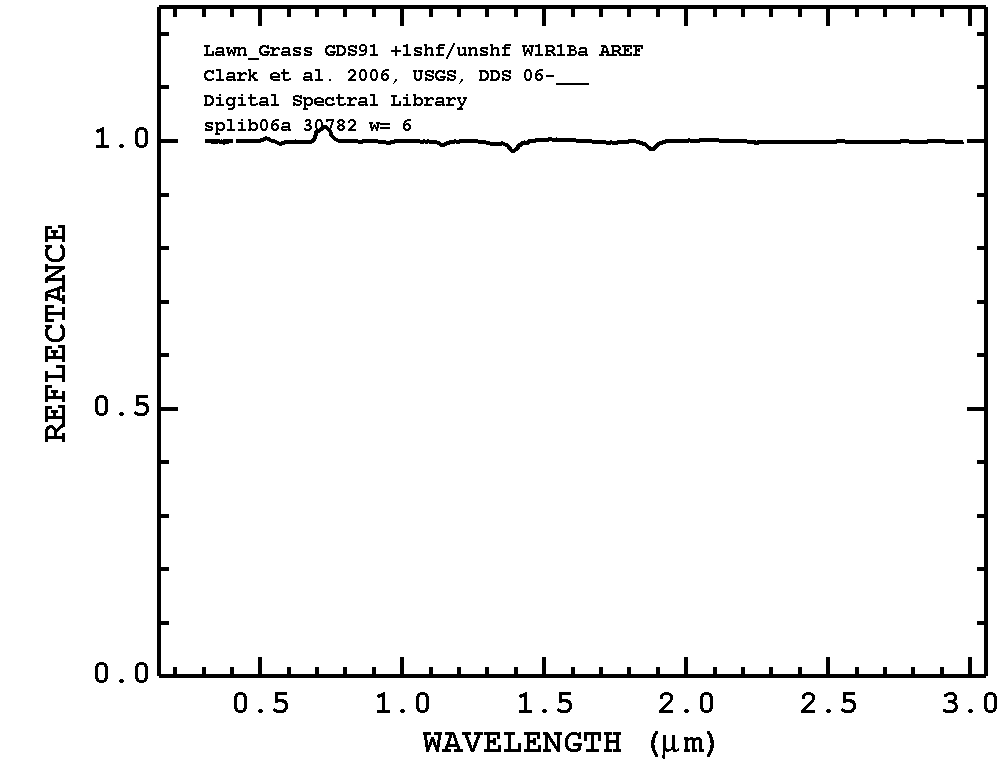 Lawn_Grass GDS91 +1shf/unshf W1R1Ba AREF
Clark et al. 2006, USGS, DDS 06-___
Digital Spectral Library
splib06a 30782 w= 6
1.0
0.5
0.0
REFLECTANCE
0.5 1.0 1.5 2.0 2.5 3.0
WAVELENGTH (μm)